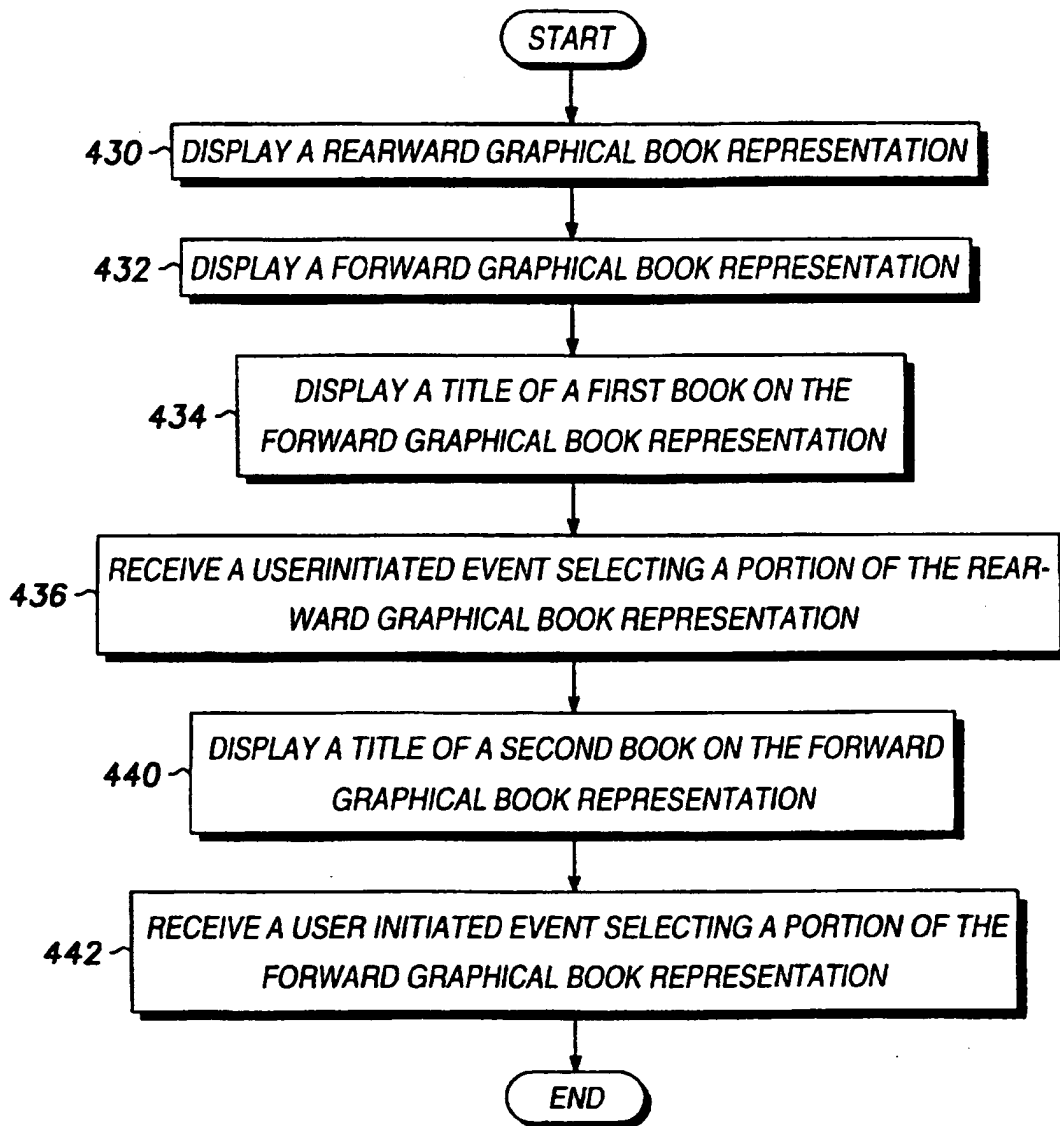 START
430 DISPLAY A REARWARD GRAPHICAL BOOK REPRESENTATION
432 DISPLAY A FORWARD GRAPHICAL BOOK REPRESENTATION
DISPLAY A TITLE OF A FIRST BOOK ON THE
434
FORWARD GRAPHICAL BOOK REPRESENTATION
RECEIVE A USERINITIATED EVENT SELECTING A PORTION OF THE REAR-
436
WARD GRAPHICAL BOOK REPRESENTATION
DISPLAY A TITLE OF A SECOND BOOK ON THE FORWARD
440
GRAPHICAL BOOK REPRESENTATION
RECEIVE A USER INITIATED EVENT SELECTING A PORTION OF THE
442
FORWARD GRAPHICAL BOOK REPRESENTATION
END